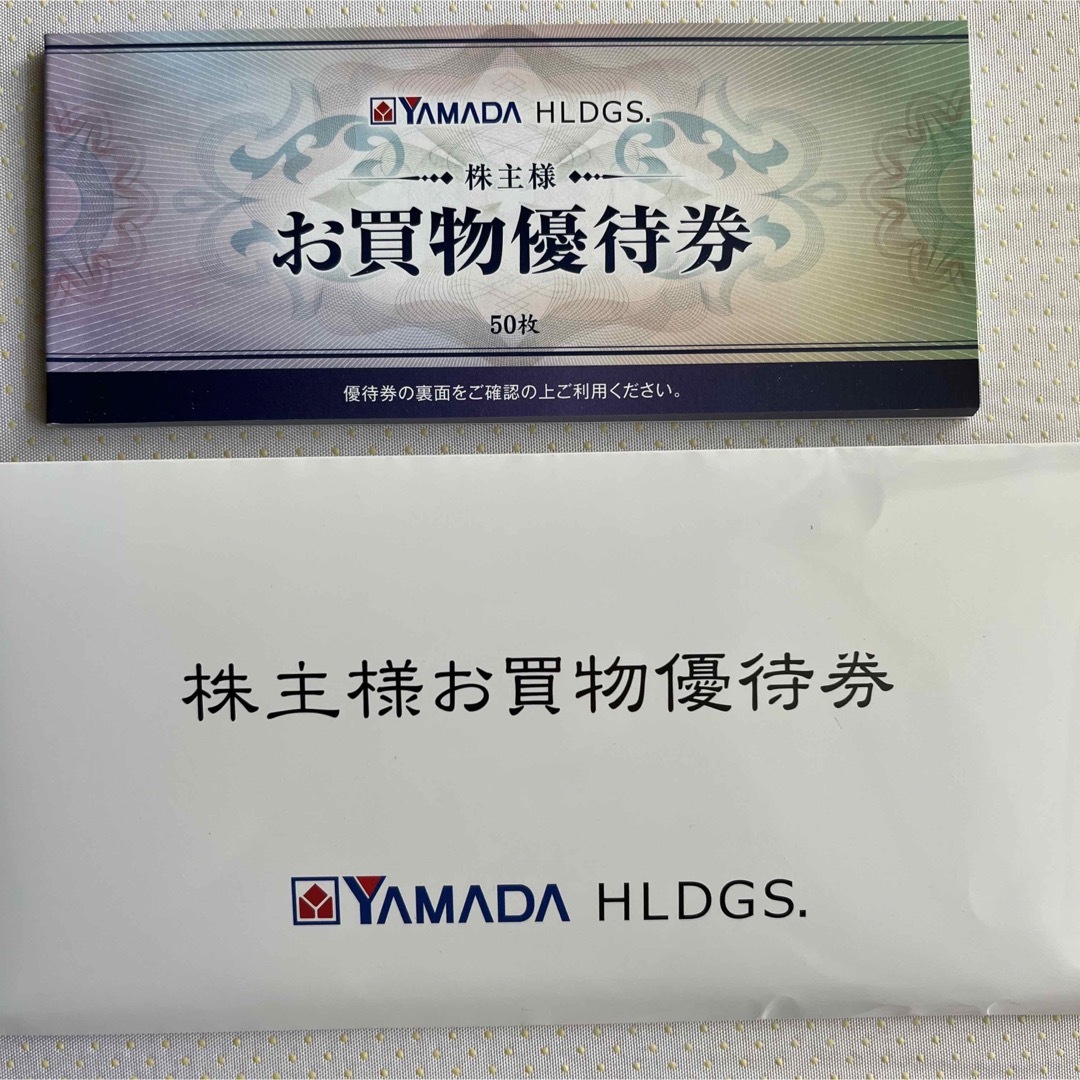 YAMADA HLDGS.
株主様
お買物優待券
50枚
優待券の裏面をご確認の上ご利用ください。
株主様お買物優待券
YAMADA HLDGS.